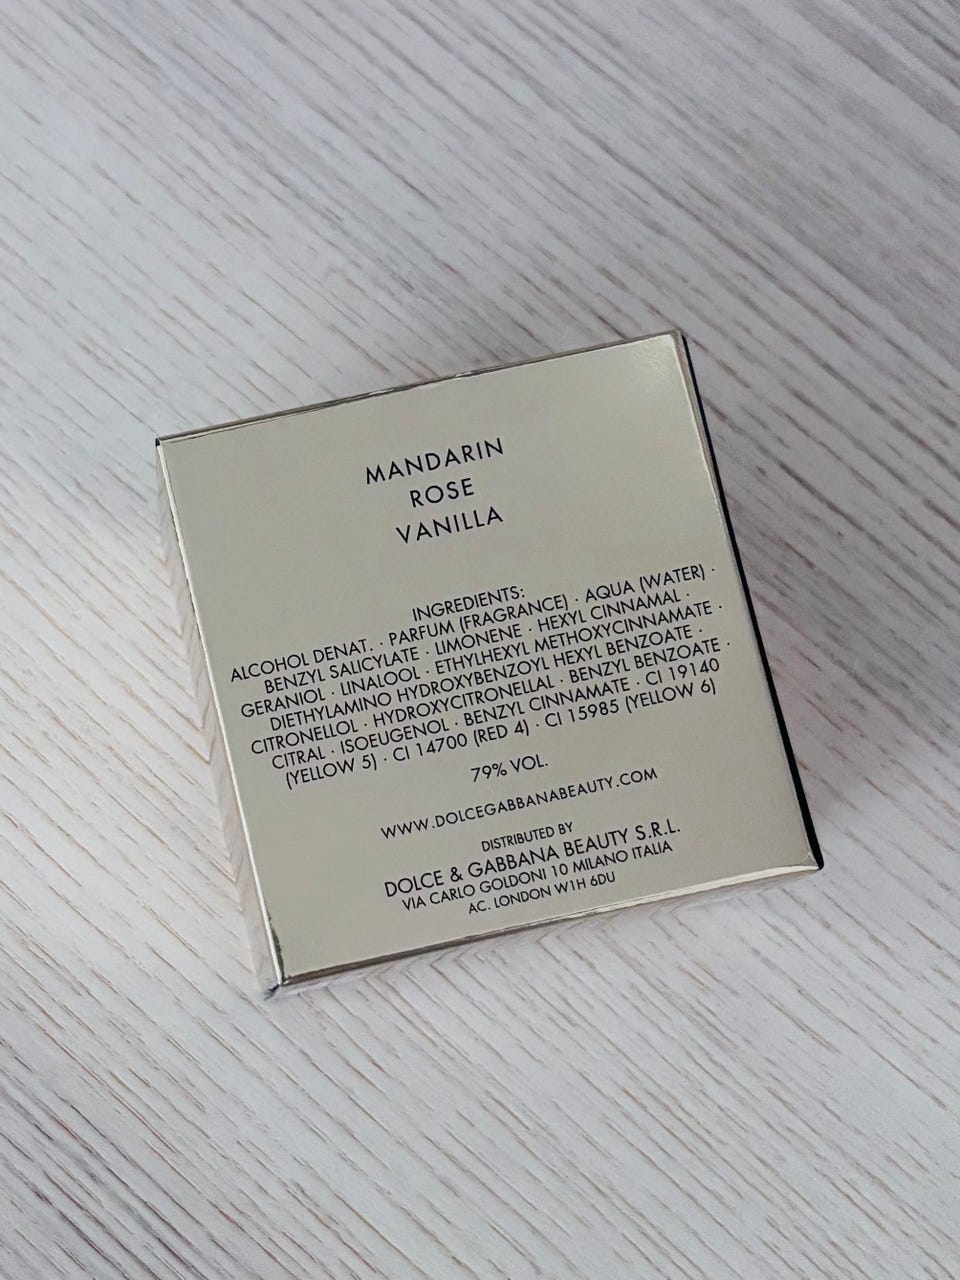 MANDARIN
ROSE
VANILLA
INGREDIENTS:
ALCOHOL DENAT. · PARFUM (FRAGRANCE) · AQUA (WATER) ·
BENZYL SALICYLATE · LIMONENE · HEXYL CINNAMAL ·
GERANIOL · LINALOOL · ETHYLHEXYL METHOXYCINNAMATE ·
DIETHYLAMINO HYDROXYBENZOYL HEXYL BENZOATE ·
CITRONELLOL · HYDROXYCITRONELLAL · BENZYL BENZOATE ·
CITRAL · ISOEUGENOL · BENZYL CINNAMATE · CI 19140
(YELLOW 5) · CI 14700 (RED 4) · CI 15985 (YELLOW 6)
79% VOL.
WWW.DOLCEGABBANABEAUTY.COM
DISTRIBUTED BY
DOLCE & GABBANA BEAUTY S.R.L.
VIA CARLO GOLDONI 10 MILANO ITALIA
AC. LONDON W1H 6DU